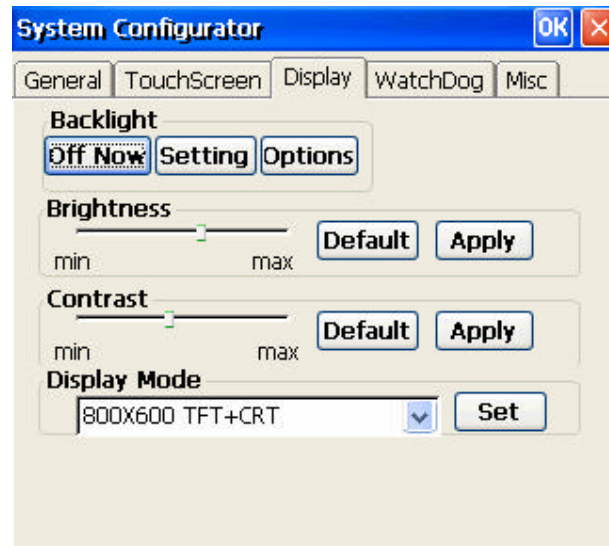 System Configurator OK
General TouchScreen Display WatchDog Misc
Backlight
Off Now Setting Options
Brightness
Default Apply
min max
Contrast
Default Apply
min max
Display Mode
800X600 TFT+CRT Set